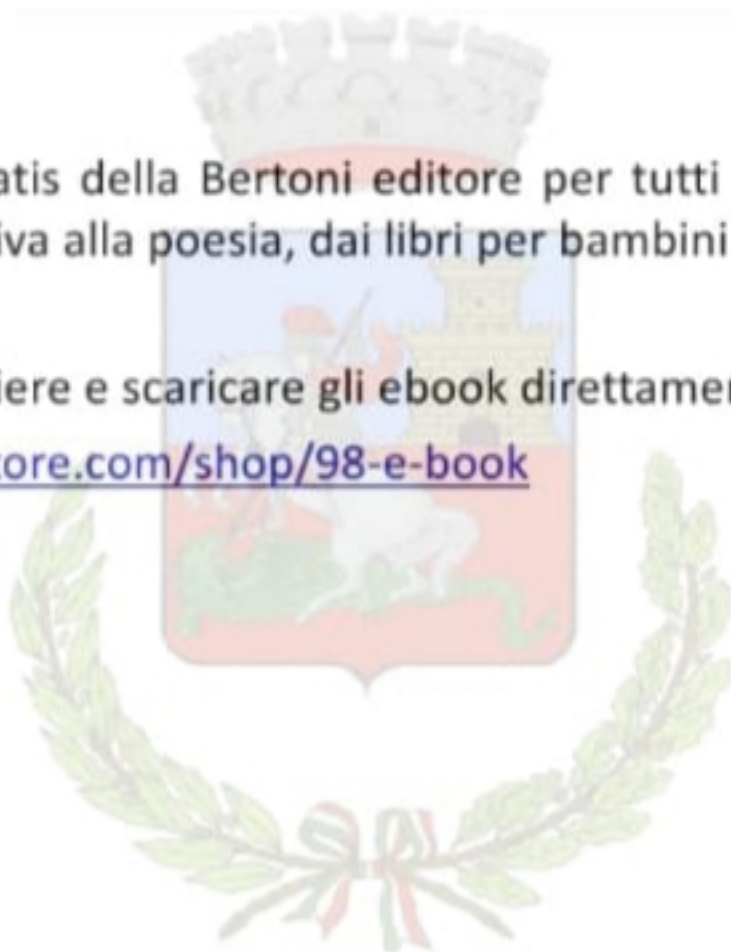 atis della Bertoni editore per tutti
iva alla poesia, dai libri per bambini
iere e scaricare gli ebook direttamen
tore.com/shop/98-e-book